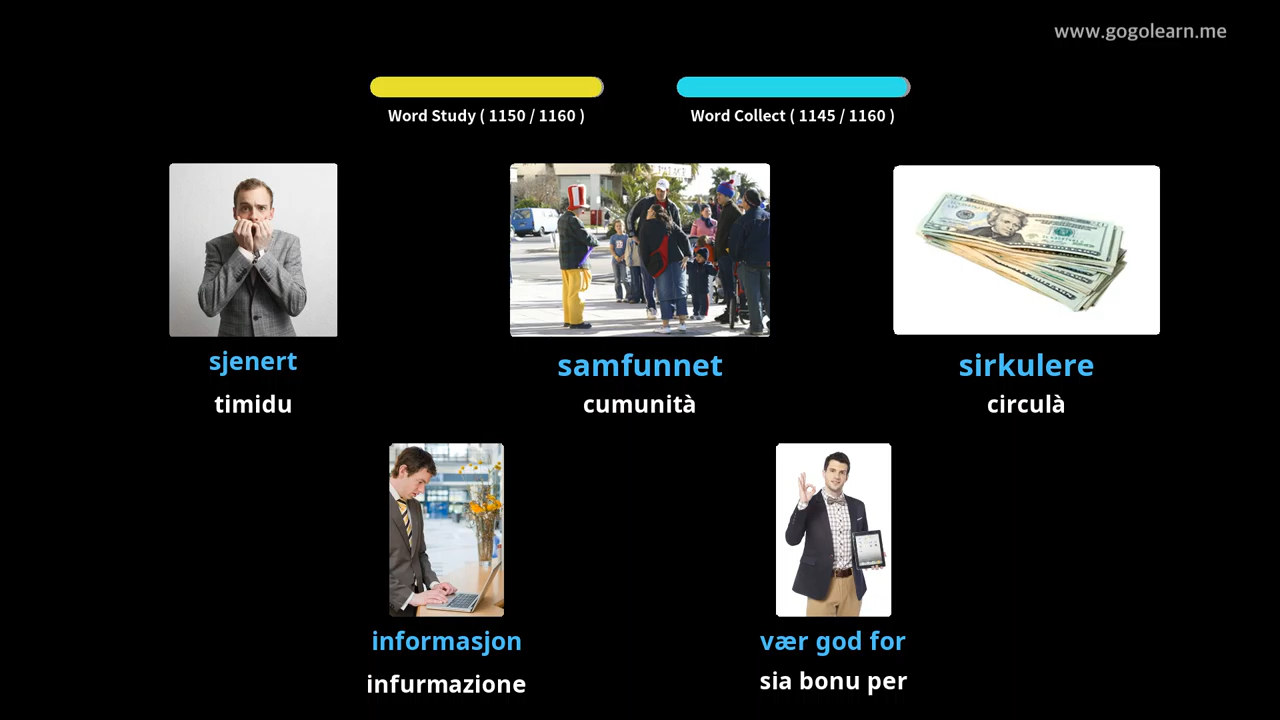 www.gogolearn.me
Word Study ( 1150 / 1160 )
Word Collect ( 1145 / 1160 )
sjenert
timidu
samfunnet
cumunità
sirkulere
circulà
informasjon
infurmazione
vær god for
sia bonu per